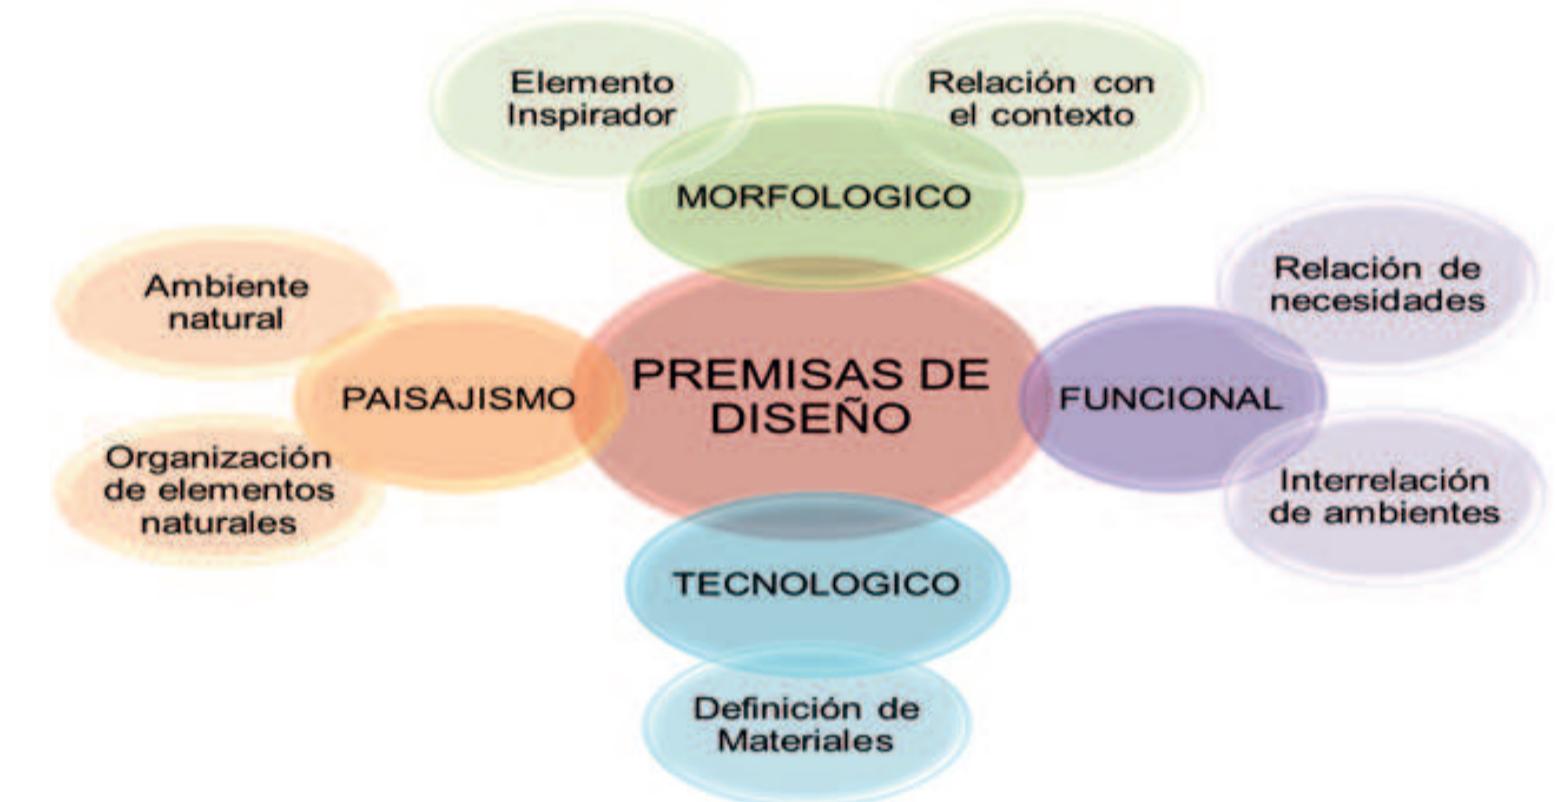 Elemento
Inspirador
Relación con
el contexto
MORFOLOGICO
Ambiente
natural
Relación de
necesidades
PAISAJISMO
PREMISAS DE
DISEÑO
FUNCIONAL
Organización
de elementos
naturales
Interrelación
de ambientes
TECNOLOGICO
Definición de
Materiales